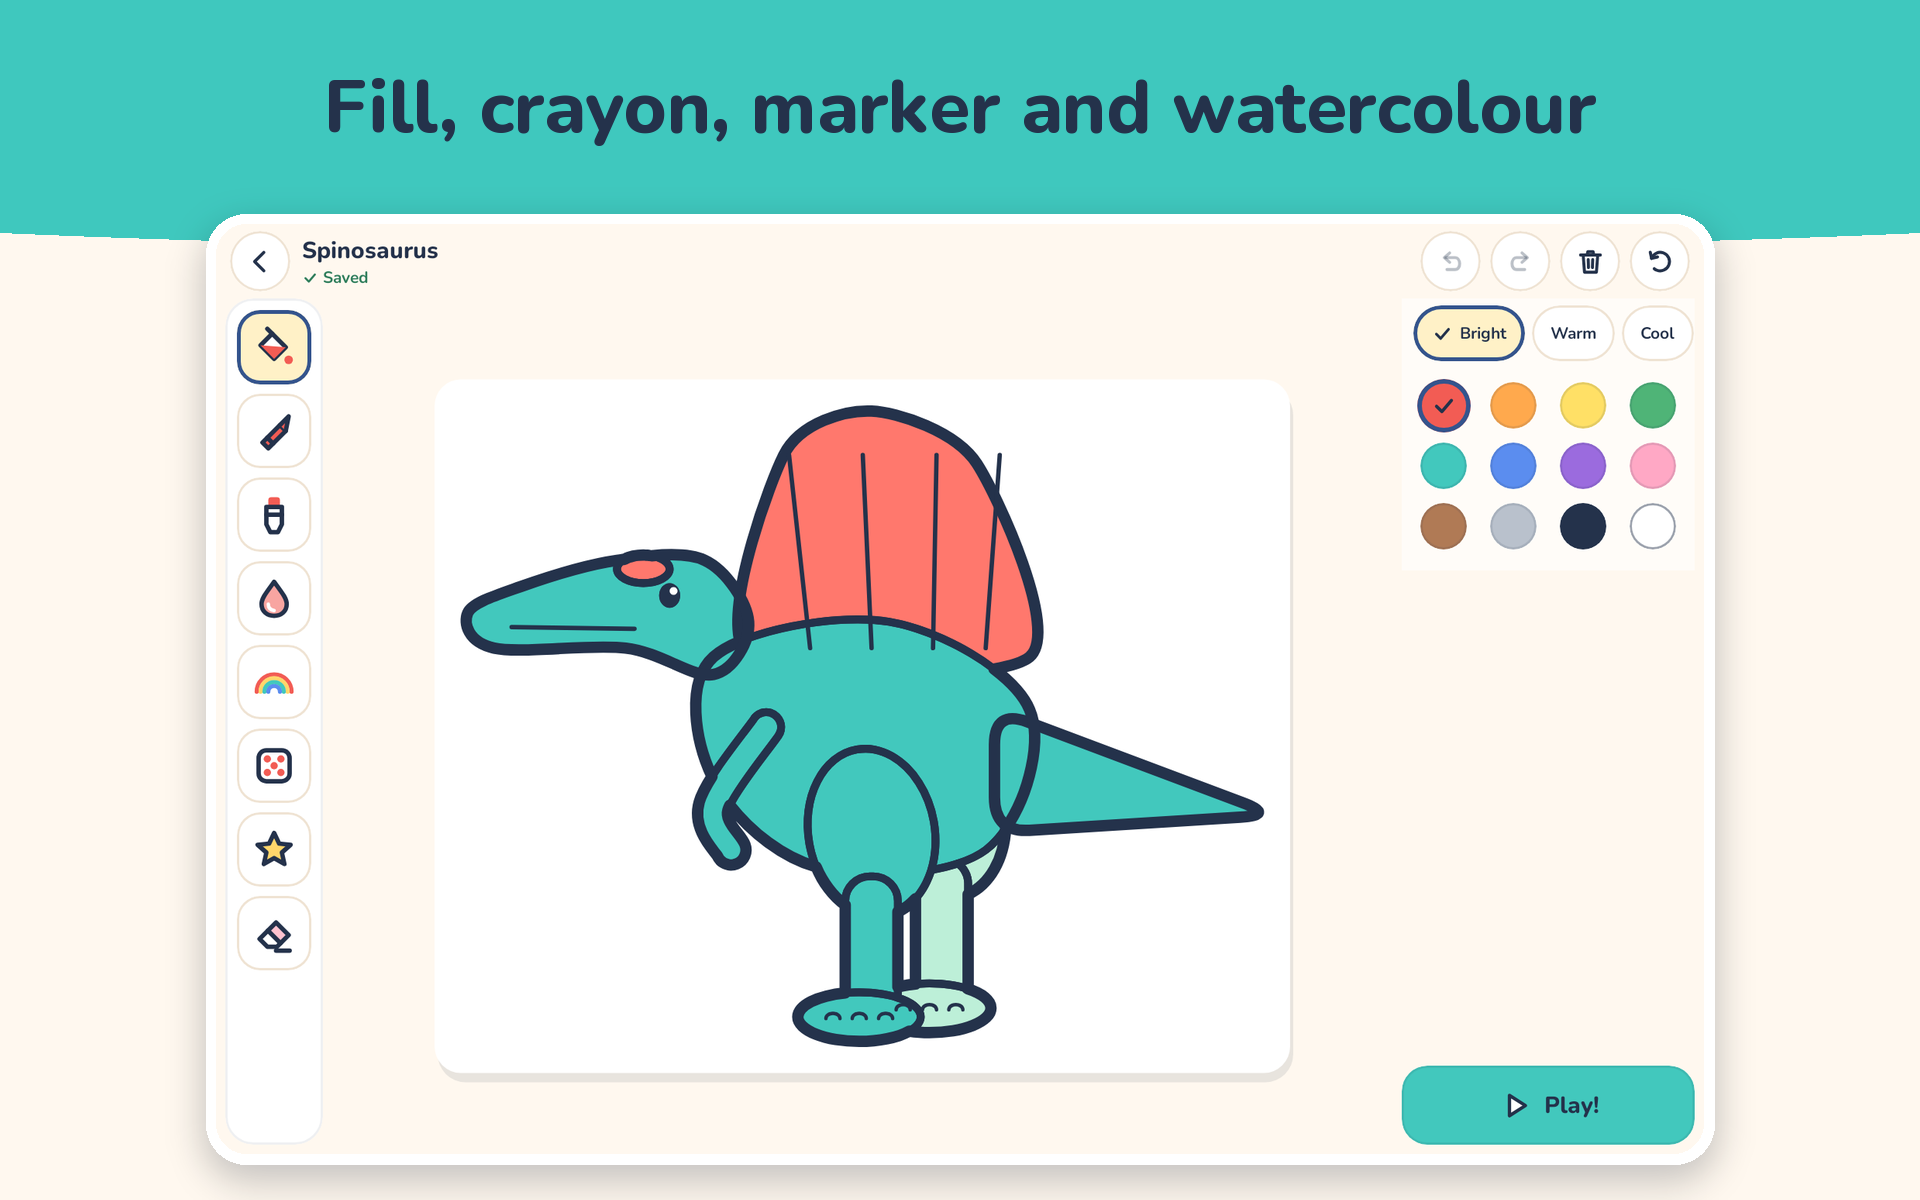 Fill, crayon, marker and watercolour
Spinosaurus
Saved
Bright
Warm
Cool
Play!